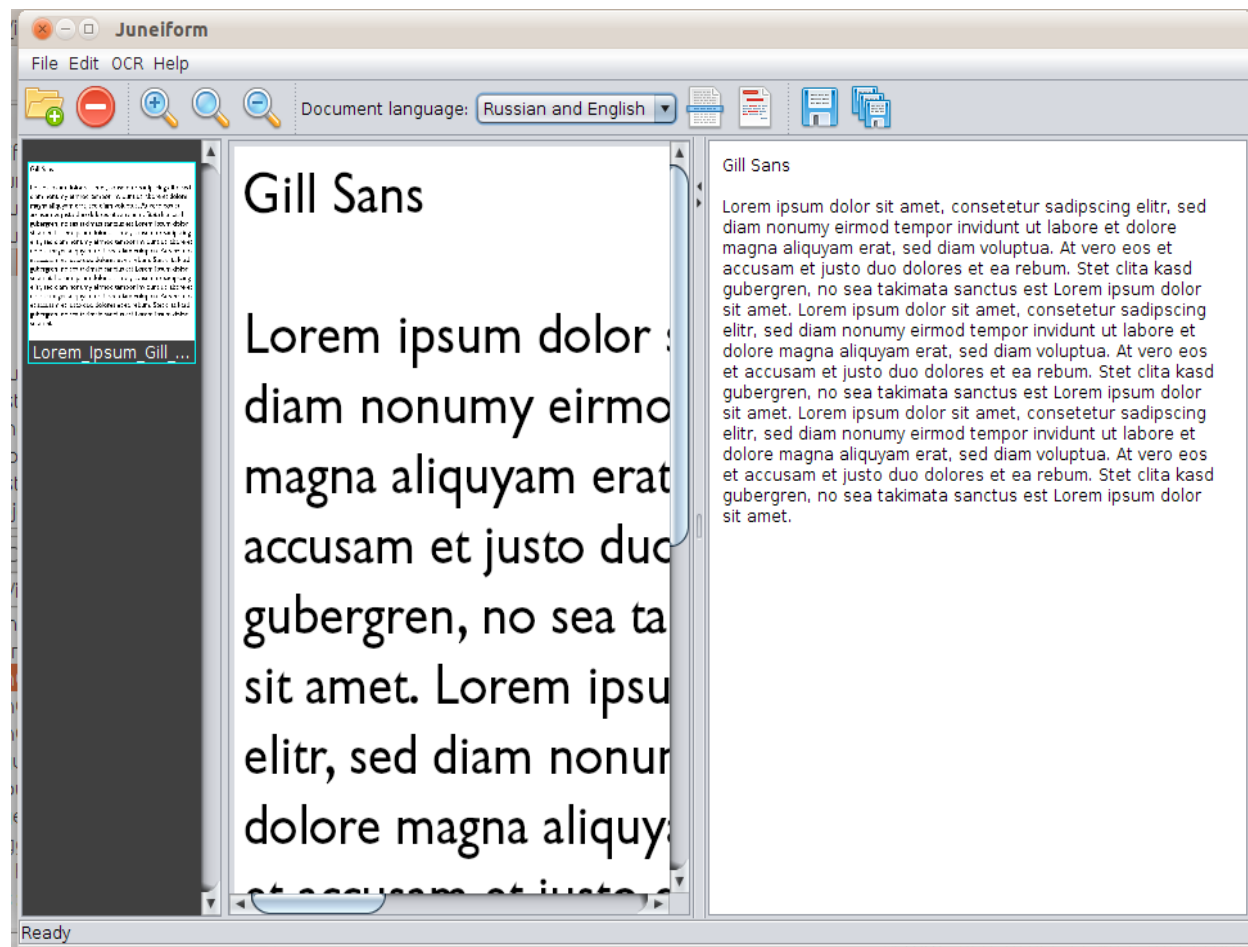 Juneiform
File Edit OCR Help
Document language: Russian and English
Lorem_Ipsum_Gill_...
Gill Sans
Lorem ipsum dolor
diam nonumy eirmo
magna aliquyam erat
accusam et justo duo
gubergren, no sea ta
sit amet. Lorem ipsu
elitr, sed diam nonu
dolore magna aliquy
et accusam et justo
Gill Sans
Lorem ipsum dolor sit amet, consetetur sadipscing elitr, sed
diam nonumy eirmod tempor invidunt ut labore et dolore
magna aliquyam erat, sed diam voluptua. At vero eos et
accusam et justo duo dolores et ea rebum. Stet clita kasd
gubergren, no sea takimata sanctus est Lorem ipsum dolor
sit amet. Lorem ipsum dolor sit amet, consetetur sadipscing
elitr, sed diam nonumy eirmod tempor invidunt ut labore et
dolore magna aliquyam erat, sed diam voluptua. At vero eos
et accusam et justo duo dolores et ea rebum. Stet clita kasd
gubergren, no sea takimata sanctus est Lorem ipsum dolor
sit amet. Lorem ipsum dolor sit amet, consetetur sadipscing
elitr, sed diam nonumy eirmod tempor invidunt ut labore et
dolore magna aliquyam erat, sed diam voluptua. At vero eos
et accusam et justo duo dolores et ea rebum. Stet clita kasd
gubergren, no sea takimata sanctus est Lorem ipsum dolor
sit amet.
Ready